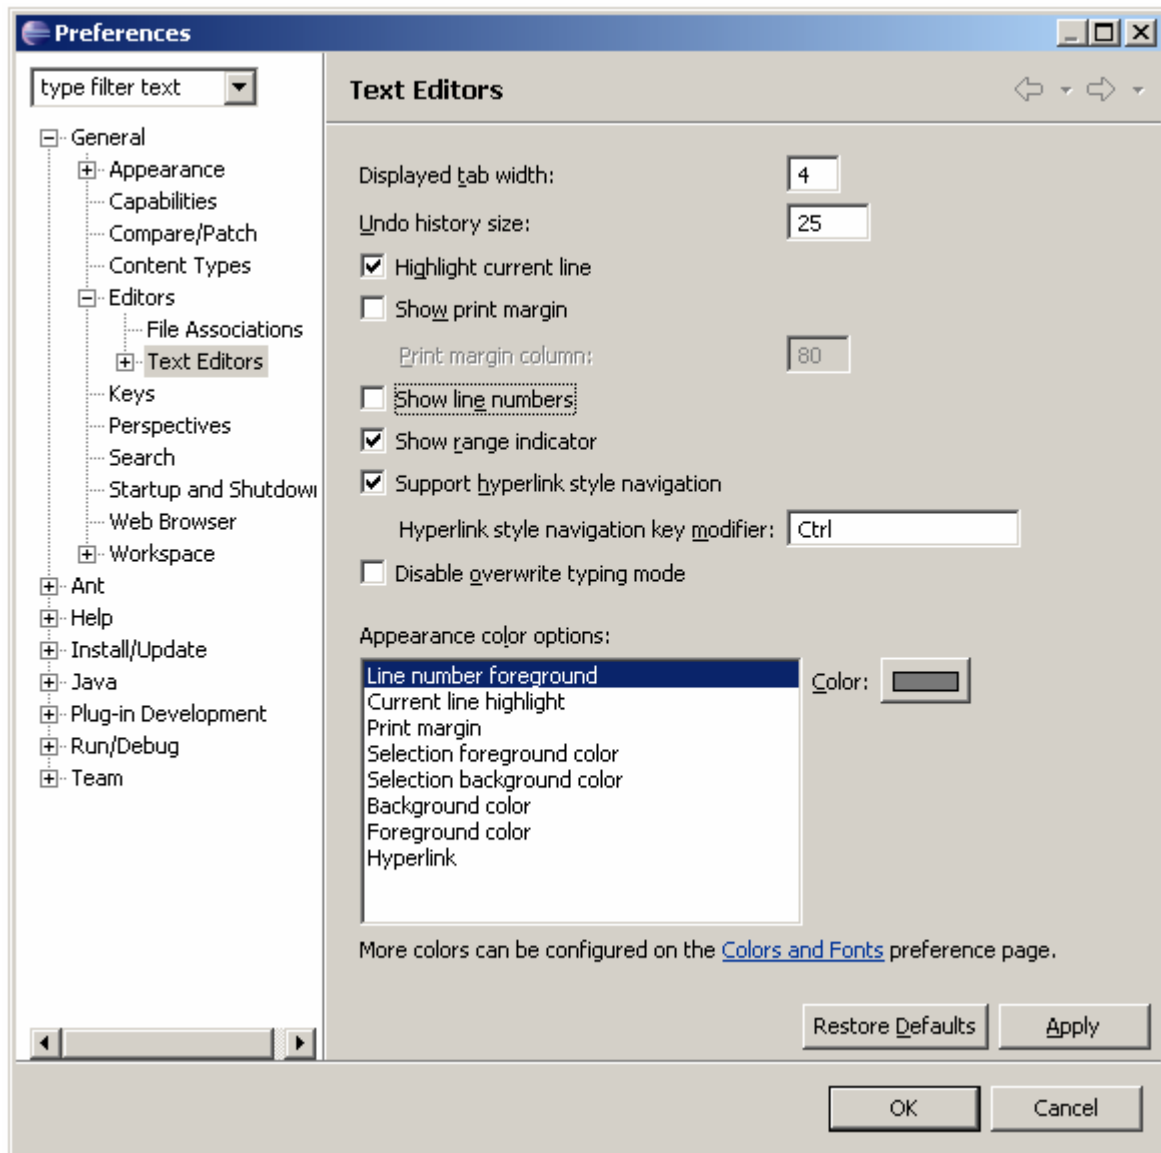 Preferences
type filter text
Text Editors
General
Appearance
Capabilities
Compare/Patch
Content Types
Editors
File Associations
Text Editors
Keys
Perspectives
Search
Startup and Shutdow
Web Browser
Workspace
Ant
Help
Install/Update
Java
Plug-in Development
Run/Debug
Team
Displayed tab width: 4
Undo history size: 25
Highlight current line
Show print margin
Print margin column: 80
Show line numbers
Show range indicator
Support hyperlink style navigation
Hyperlink style navigation key modifier: Ctrl
Disable overwrite typing mode
Appearance color options:
Line number foreground
Current line highlight
Print margin
Selection foreground color
Selection background color
Background color
Foreground color
Hyperlink
Color:
More colors can be configured on the Colors and Fonts preference page.
Restore Defaults Apply
OK Cancel